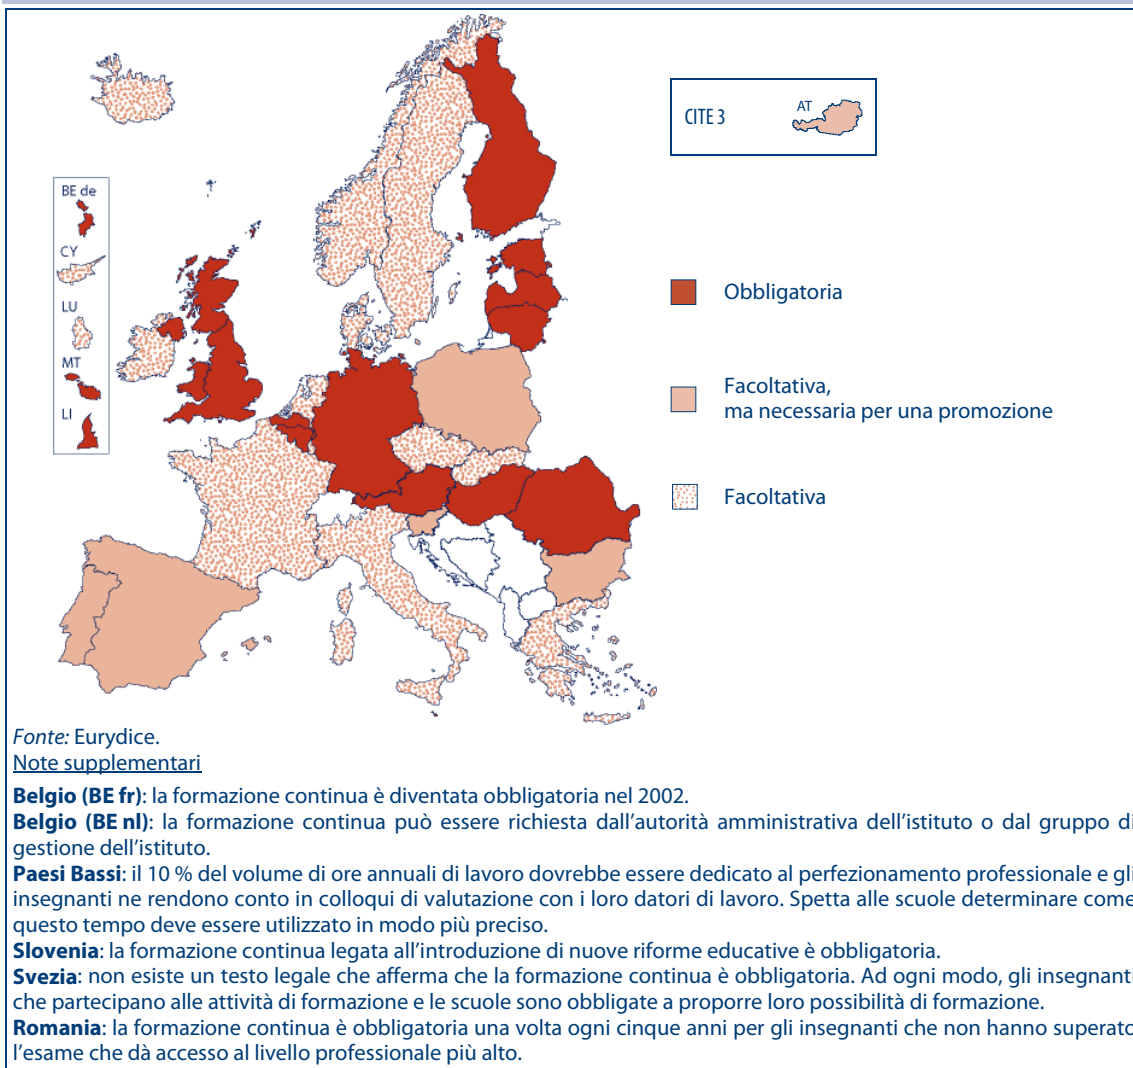 CITE 3
AT
BE de
CY
LU
MT
LI
Obbligatoria
Facoltativa,
ma necessaria per una promozione
Facoltativa
Fonte: Eurydice.
Note supplementari
Belgio (BE fr): la formazione continua è diventata obbligatoria nel 2002.
Belgio (BE nl): la formazione continua può essere richiesta dall'autorità amministrativa dell'istituto o dal gruppo di
gestione dell'istituto.
Paesi Bassi: il 10 % del volume di ore annuali di lavoro dovrebbe essere dedicato al perfezionamento professionale e gli
insegnanti ne rendono conto in colloqui di valutazione con i loro datori di lavoro. Spetta alle scuole determinare come
questo tempo deve essere utilizzato in modo più preciso.
Slovenia: la formazione continua legata all'introduzione di nuove riforme educative è obbligatoria.
Svezia: non esiste un testo legale che afferma che la formazione continua è obbligatoria. Ad ogni modo, gli insegnanti
che partecipano alle attività di formazione e le scuole sono obbligate a proporre loro possibilità di formazione.
Romania: la formazione continua è obbligatoria una volta ogni cinque anni per gli insegnanti che non hanno superato
l'esame che dà accesso al livello professionale più alto.